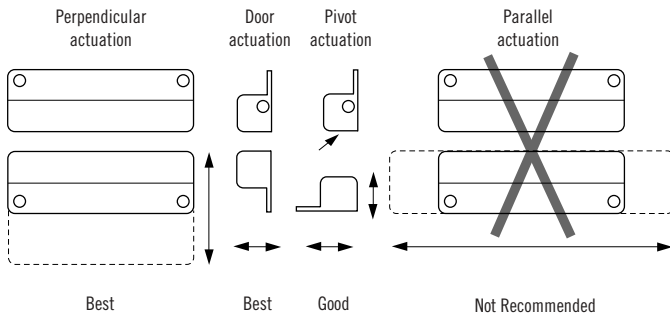 Perpendicular
actuation
Door
actuation
Pivot
actuation
Parallel
actuation
Best
Best
Good
Not Recommended